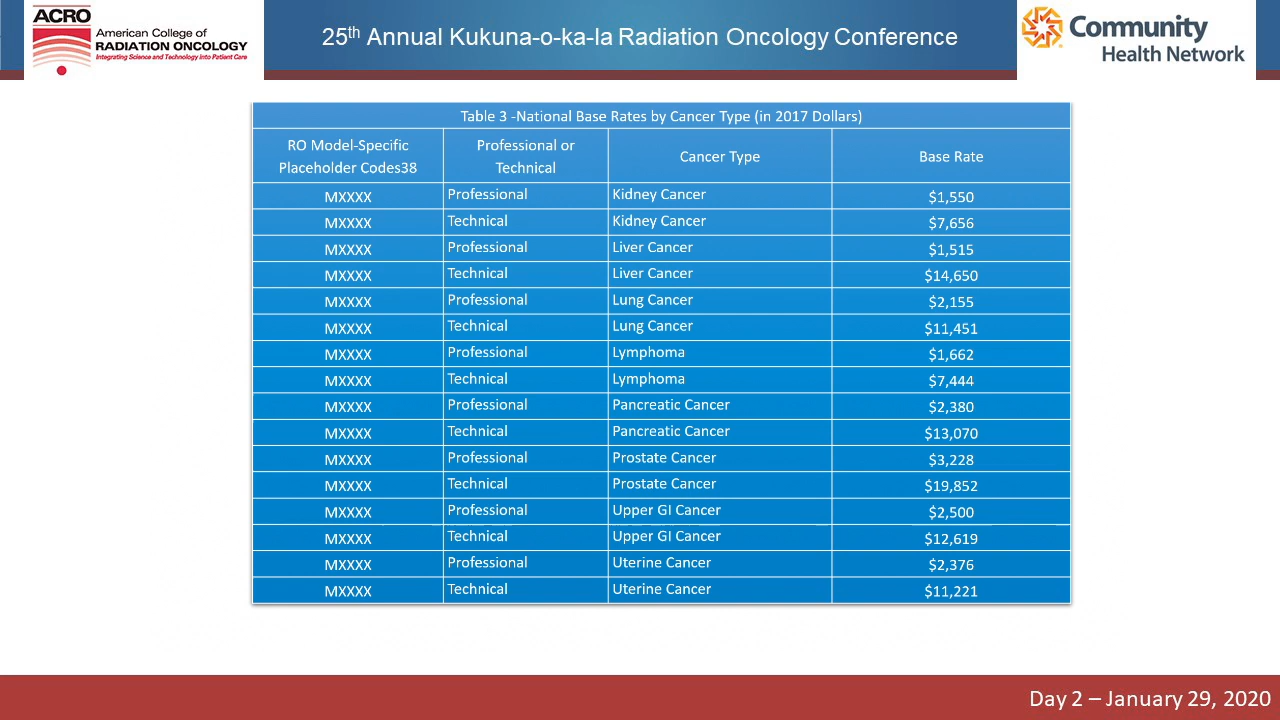 ACRO
American College of
RADIATION ONCOLOGY
Integrating Science and Technology Into Patient Care
25th Annual Kukuna-o-ka-la Radiation Oncology Conference
Community
Health Network
Table 3 -National Base Rates by Cancer Type (in 2017 Dollars)
RO Model-Specific Placeholder Codes38 Professional or Technical Cancer Type Base Rate
MXXXX Professional Kidney Cancer $1,550
MXXXX Technical Kidney Cancer $7,656
MXXXX Professional Liver Cancer $1,515
MXXXX Technical Liver Cancer $14,650
MXXXX Professional Lung Cancer $2,155
MXXXX Technical Lung Cancer $11,451
MXXXX Professional Lymphoma $1,662
MXXXX Technical Lymphoma $7,444
MXXXX Professional Pancreatic Cancer $2,380
MXXXX Technical Pancreatic Cancer $13,070
MXXXX Professional Prostate Cancer $3,228
MXXXX Technical Prostate Cancer $19,852
MXXXX Professional Upper GI Cancer $2,500
MXXXX Technical Upper GI Cancer $12,619
MXXXX Professional Uterine Cancer $2,376
MXXXX Technical Uterine Cancer $11,221
Day 2 – January 29, 2020